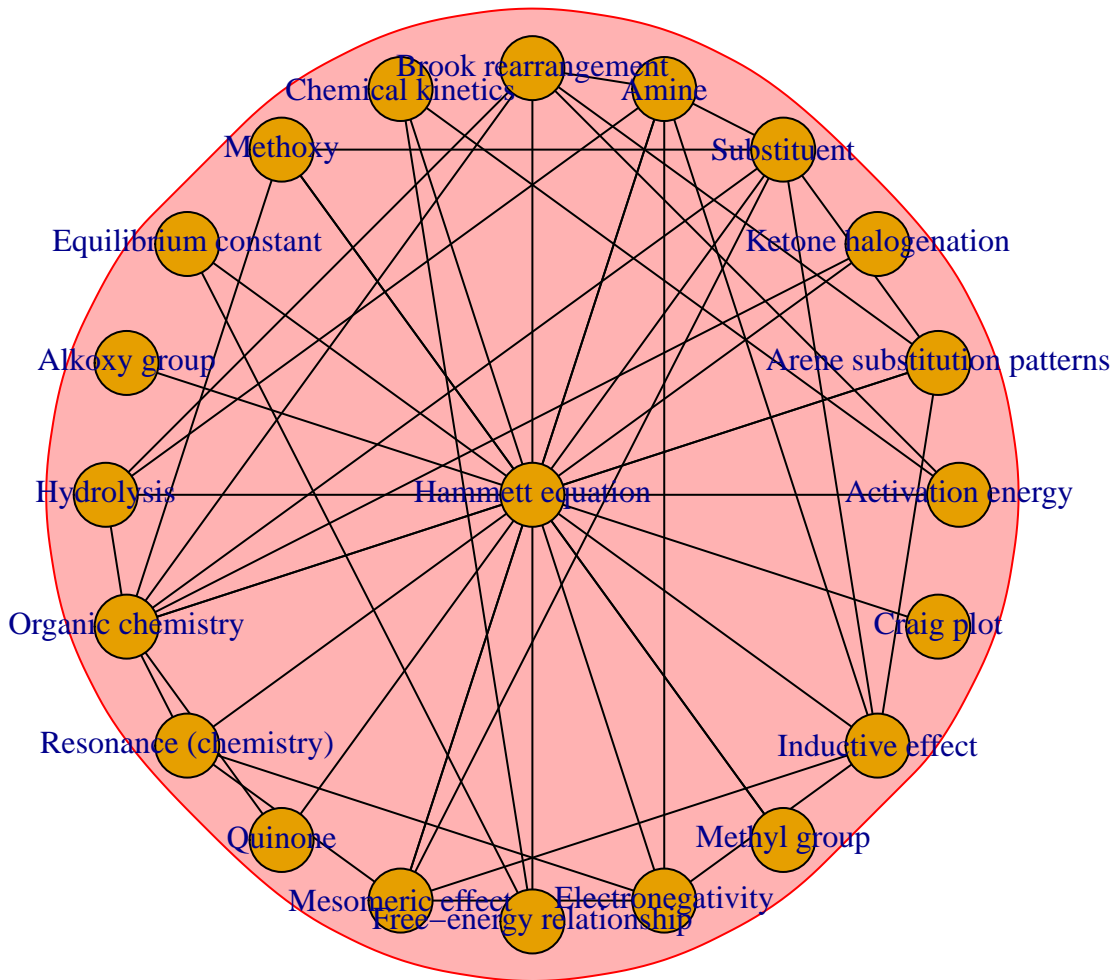 Brook rearrangement
Chemical kinetics
Amine
Methoxy
Substituent
Equilibrium constant
Ketone halogenation
Alkoxy group
Arene substitution patterns
Hydrolysis
Hammett equation
Activation energy
Organic chemistry
Craig plot
Resonance (chemistry)
Inductive effect
Quinone
Methyl group
Mesomeric effect
Electronegativity
Free−energy relationship